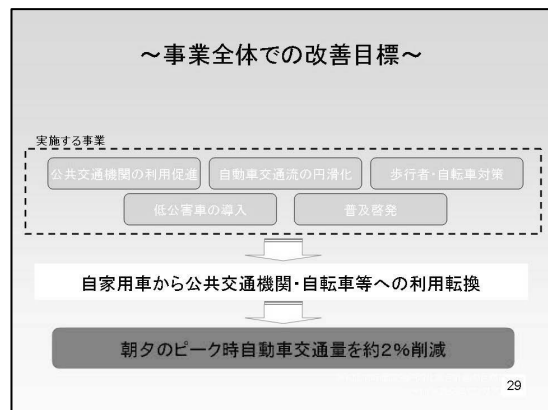 ～事業全体での改善目標～
実施する事業
公共交通機関の利用促進 自動車交通流の円滑化 歩行者・自転車対策
低公害車の導入 普及啓発
自家用車から公共交通機関・自転車等への利用転換
朝夕のピーク時自動車交通量を約2％削減
29